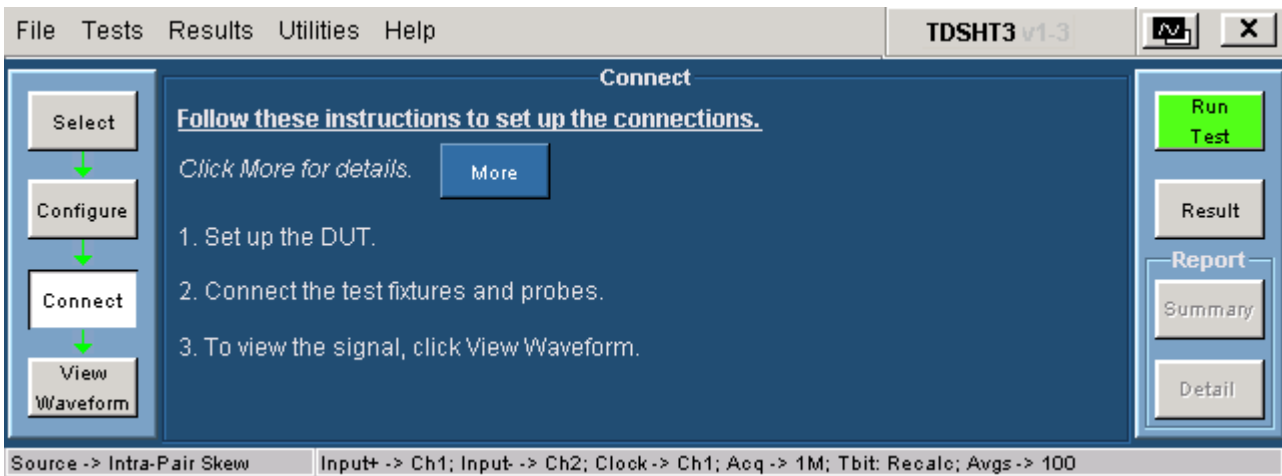 File Tests Results Utilities Help TDSHT3 v1-3
Connect
Select
Configure
Connect
View
Waveform
Follow these instructions to set up the connections.
Click More for details. More
1. Set up the DUT.
2. Connect the test fixtures and probes.
3. To view the signal, click View Waveform.
Run
Test
Result
Report
Summary
Detail
Source -> Intra-Pair Skew Input+ -> Ch1; Input- -> Ch2; Clock -> Ch1; Acq -> 1M; Tbit: Recalc; Avgs -> 100